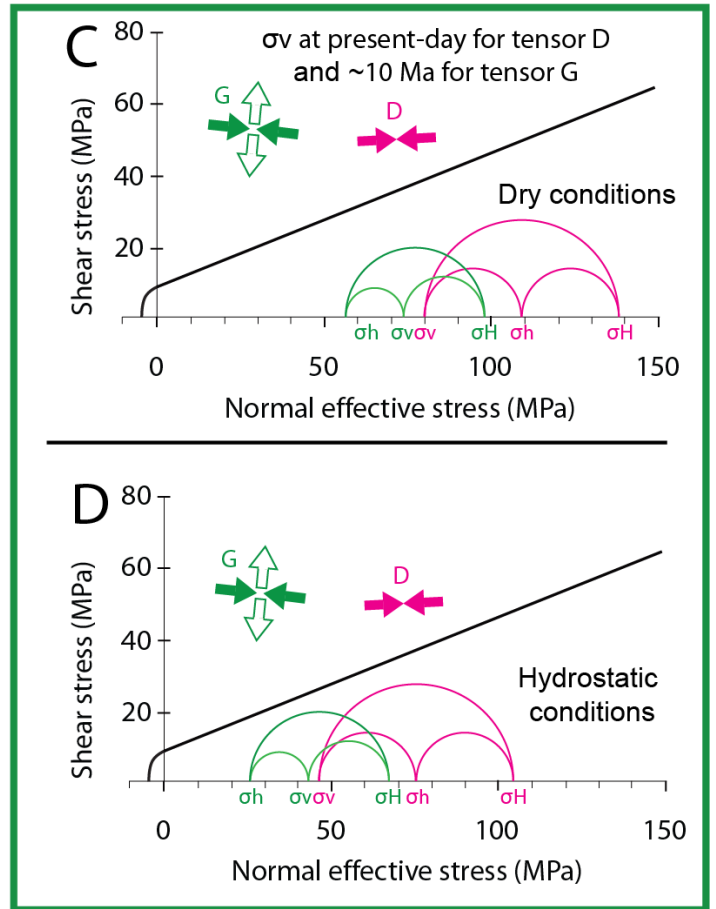 C
σv at present-day for tensor D
and ~10 Ma for tensor G
Shear stress (MPa)
80
60
40
20
G
D
Dry conditions
σh σv σv σH σh σH
0 50 100 150
Normal effective stress (MPa)
D
Shear stress (MPa)
80
60
40
20
G
D
Hydrostatic
conditions
σh σv σv σH σh σH
0 50 100 150
Normal effective stress (MPa)